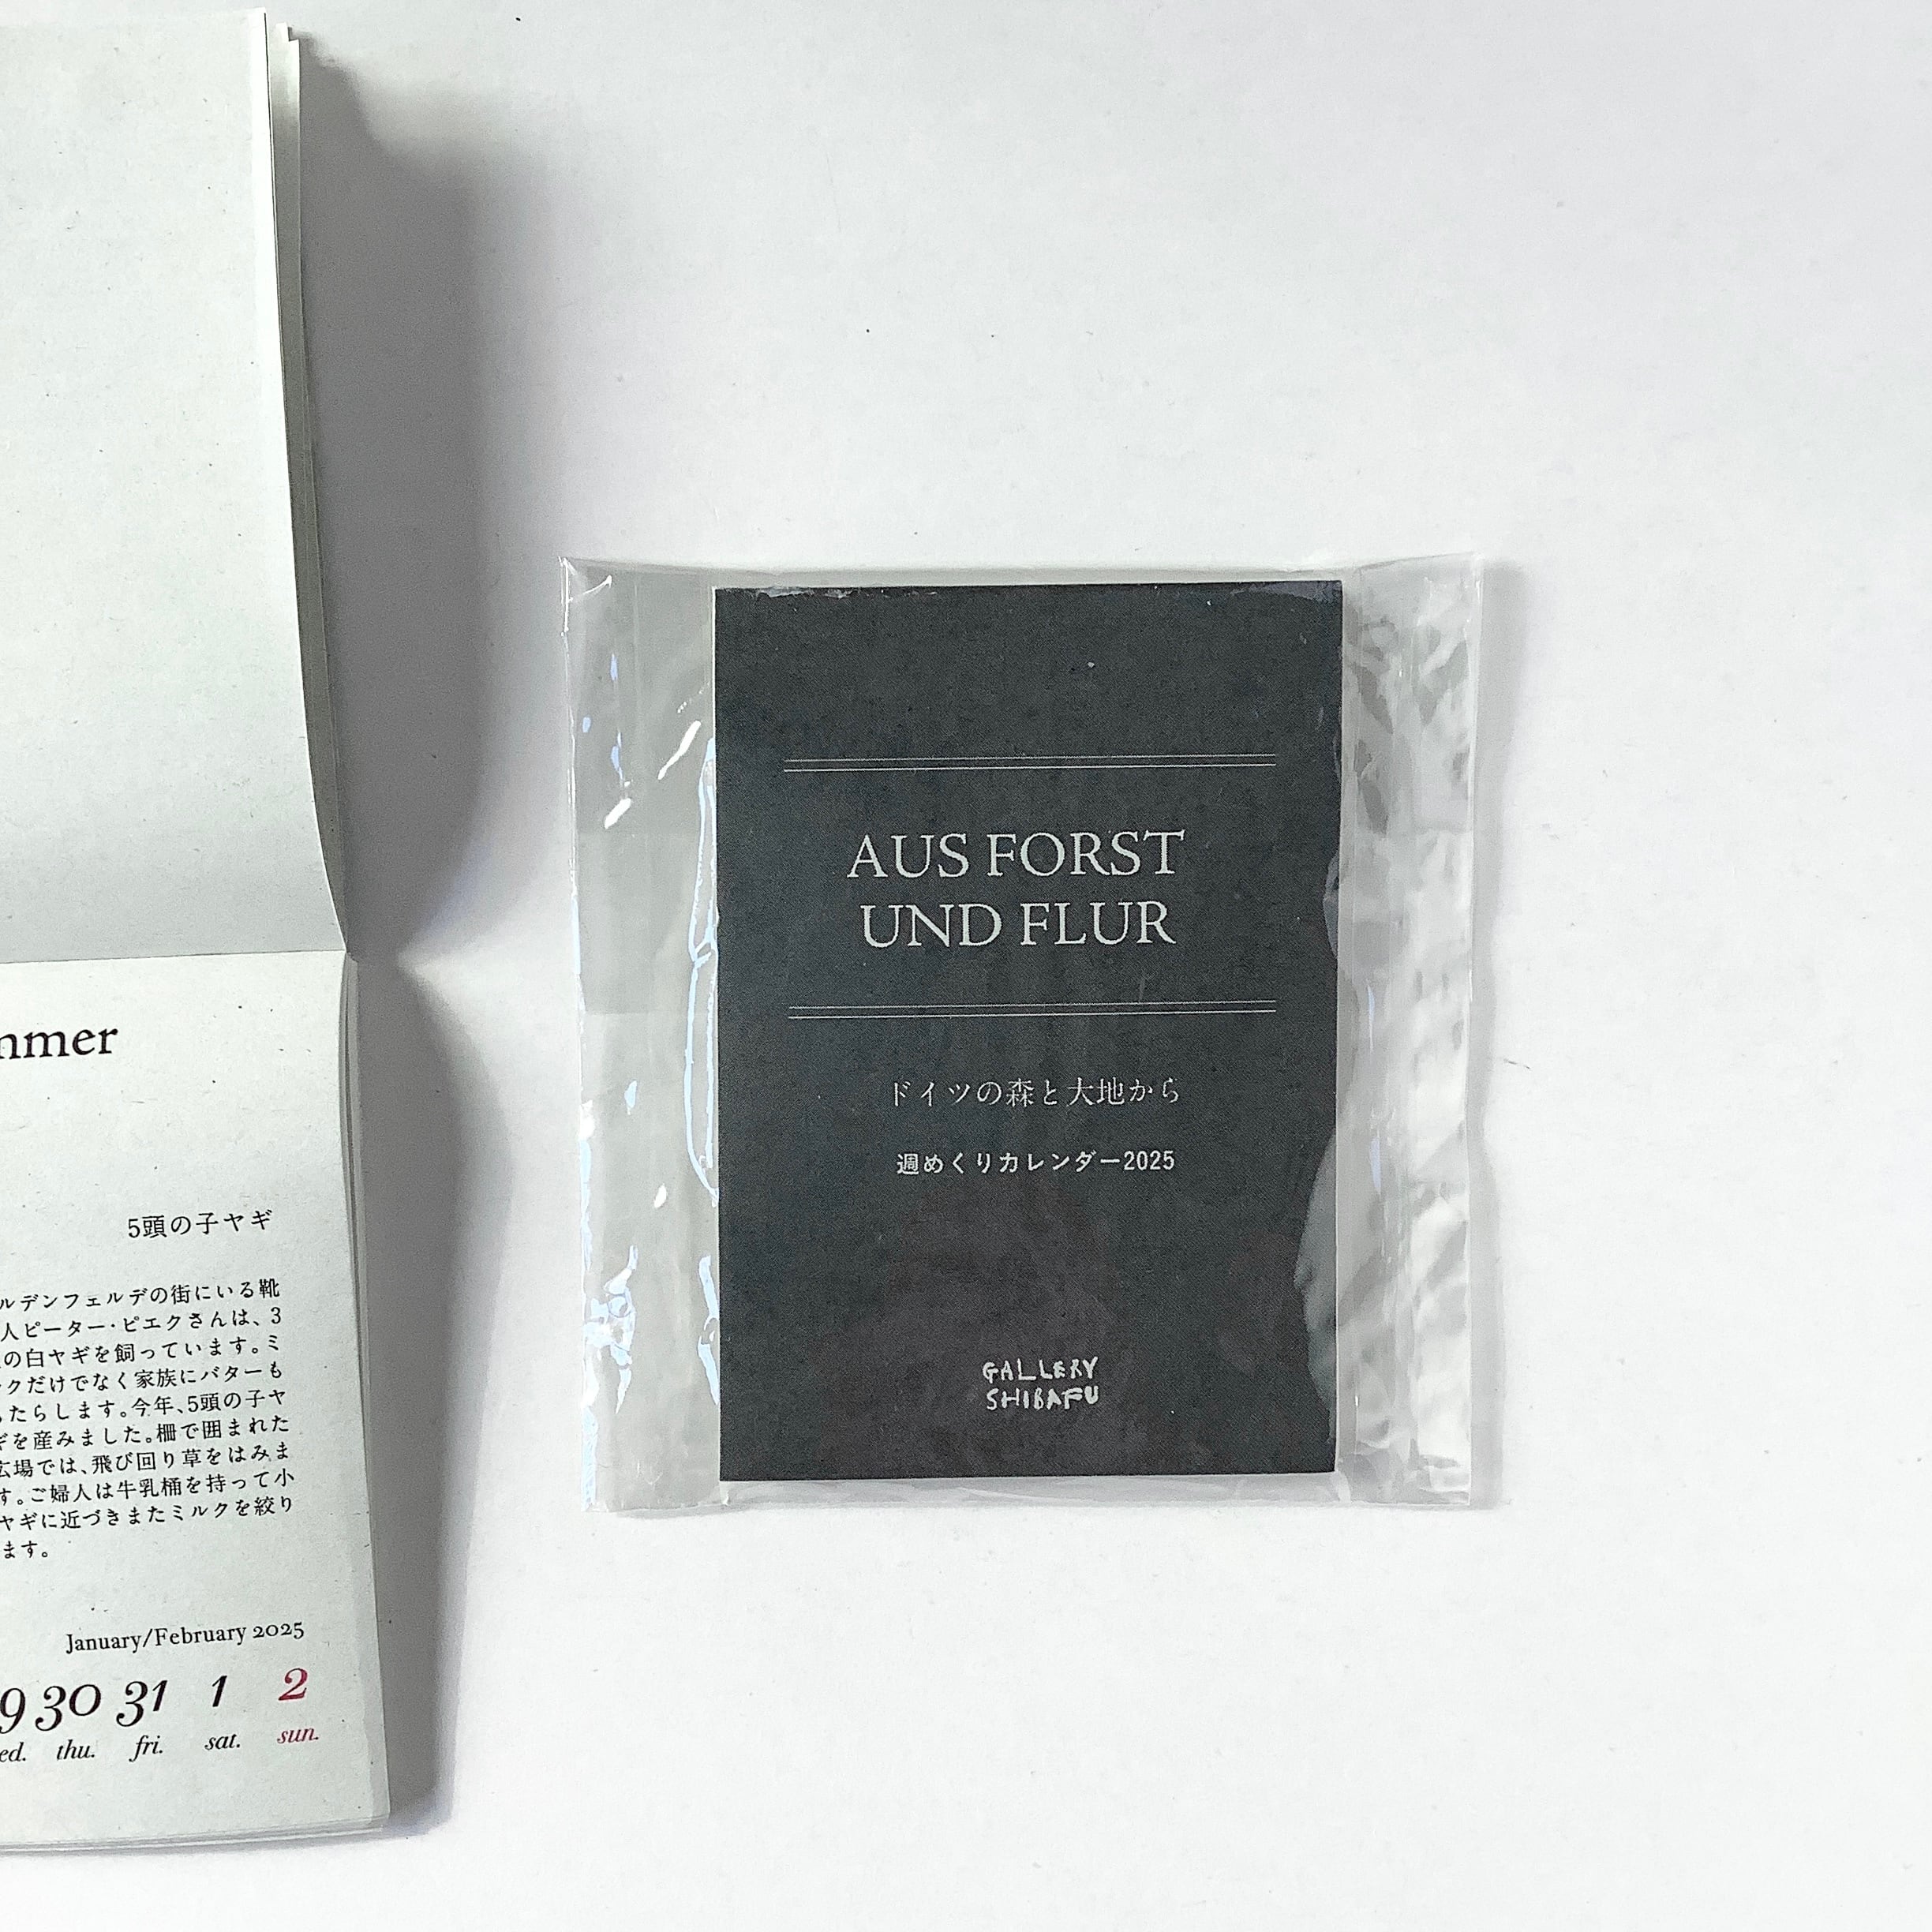 5頭の子ヤギ
ルデンフェルデの街にいる靴
人ピーター・ピエクさんは、3
の白ヤギを飼っています。ミ
クだけでなく家族にバターも
たらします。今年、5頭の子ヤ
ギを産みました。柵で囲まれた
広場では、飛び回り草をはみま
す。ご婦人は牛乳桶を持って小
ヤギに近づきまたミルクを絞り
ます。
January/February 2025
9 30 31 1 2
thu. fri. sat. sun.
AUS FORST
UND FLUR
ドイツの森と大地から
週めくりカレンダー2025
GALLERY
SHIBAFU